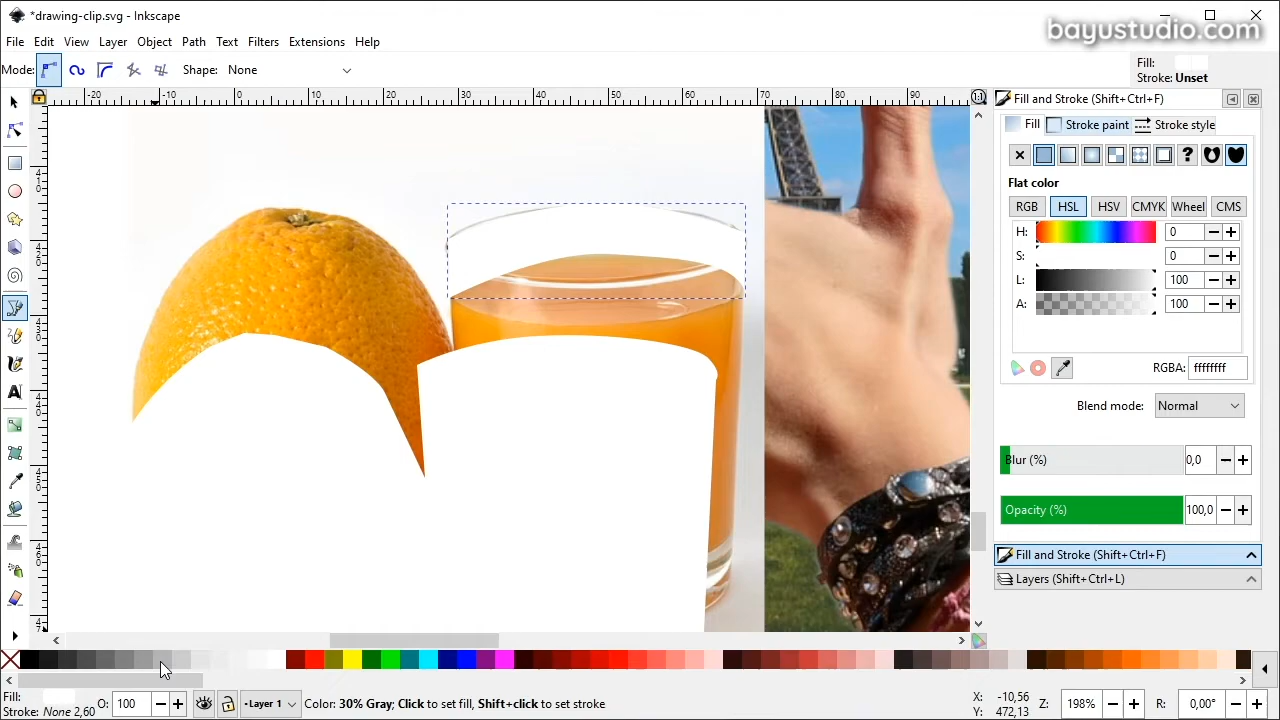 *drawing-clip.svg - Inkscape
bayustudio.com
File Edit View Layer Object Path Text Filters Extensions Help
Mode: Shape: None
Fill:
Stroke: Unset
-20 -10 0 10 20 30 40 50 60 70 80 90
Fill and Stroke (Shift+Ctrl+F)
Fill Stroke paint Stroke style
Flat color
RGB HSL HSV CMYK Wheel CMS
H: 0
S: 0
L: 100
A: 100
RGBA: ffffffff
Blend mode: Normal
Blur (%) 0,0
Opacity (%) 100,0
Fill and Stroke (Shift+Ctrl+F)
Layers (Shift+Ctrl+L)
Fill:
Stroke: None 2,60
O: 100
Layer 1
Color: 30% Gray; Click to set fill, Shift+click to set stroke
X: -10,56
Y: 472,13
Z: 198%
R: 0,00°